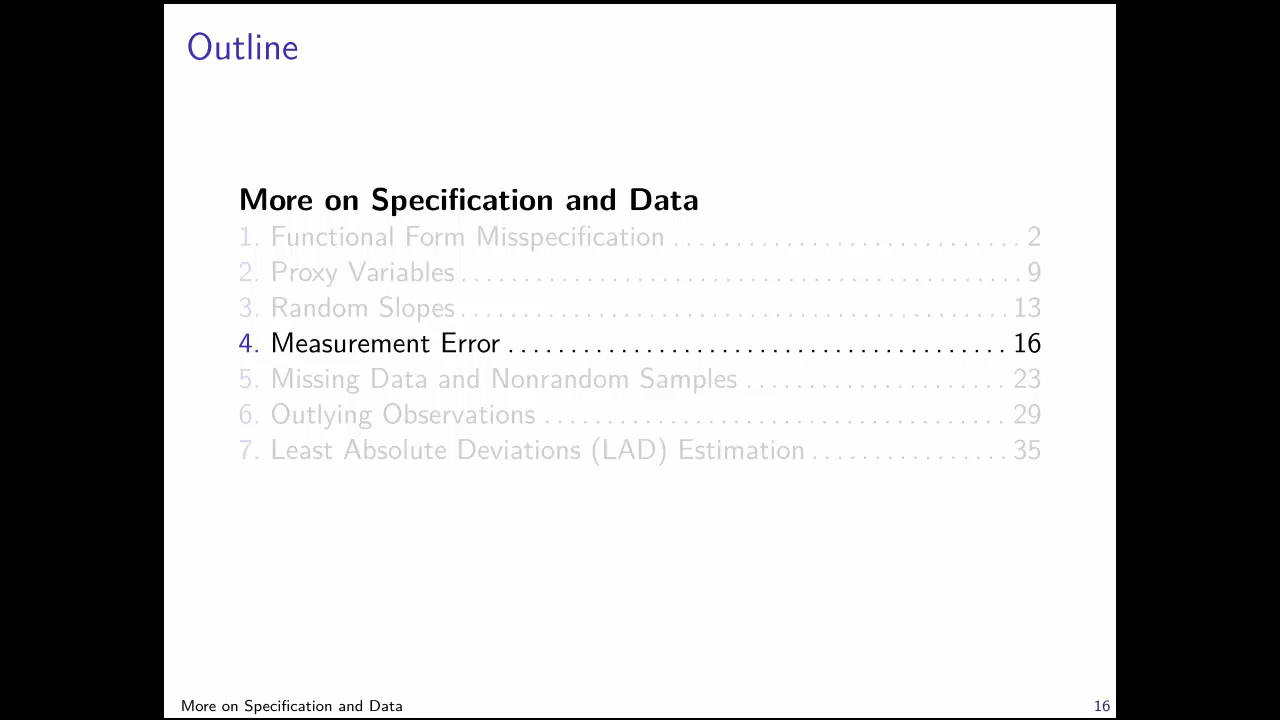 Outline
More on Specification and Data
1. Functional Form Misspecification . . . . . . . . . . . . . . . . . . . . . . . . . . . . 2
2. Proxy Variables . . . . . . . . . . . . . . . . . . . . . . . . . . . . . . . . . . . . . . . . . . . . . 9
3. Random Slopes . . . . . . . . . . . . . . . . . . . . . . . . . . . . . . . . . . . . . . . . . . . . 13
4. Measurement Error . . . . . . . . . . . . . . . . . . . . . . . . . . . . . . . . . . . . . . . . 16
5. Missing Data and Nonrandom Samples . . . . . . . . . . . . . . . . . . . . . 23
6. Outlying Observations . . . . . . . . . . . . . . . . . . . . . . . . . . . . . . . . . . . . . 29
7. Least Absolute Deviations (LAD) Estimation . . . . . . . . . . . . . . . . 35
More on Specification and Data 16